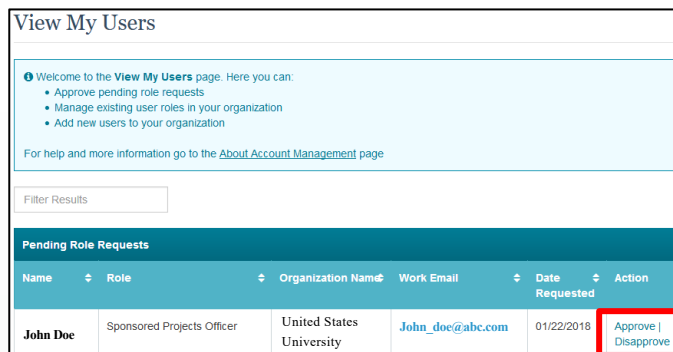 View My Users
Welcome to the View My Users page. Here you can:
Approve pending role requests
Manage existing user roles in your organization
Add new users to your organization
For help and more information go to the About Account Management page
Filter Results
Pending Role Requests
Name Role Organization Name Work Email Date Requested Action
John Doe Sponsored Projects Officer United States University John_doe@abc.com 01/22/2018 Approve | Disapprove